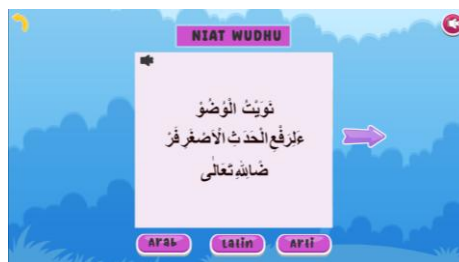 NIAT WUDHU
نَوَيْتُ الْوُضُوْ
ءَلِرَفْعِ الْحَدَثِ الْاَصْغَرِ فَرْ
ضًالِلّٰهِ تَعَالٰى
Arab
Latin
Arti